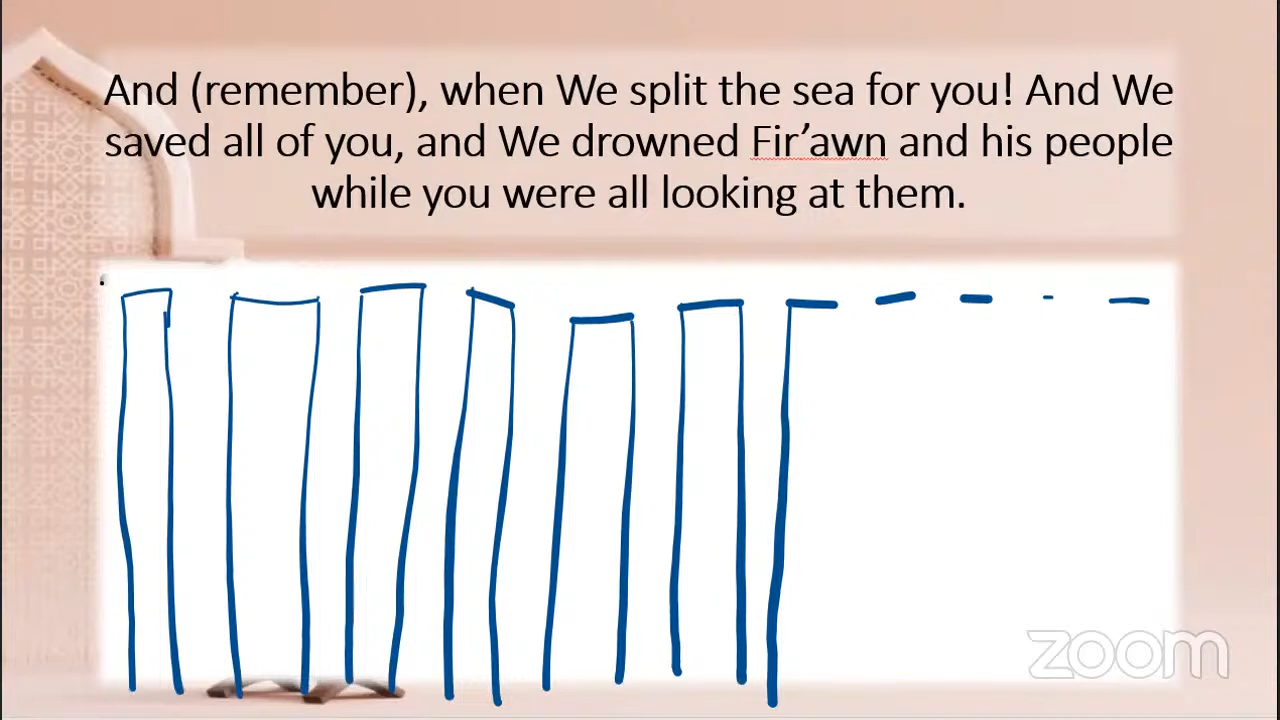 And (remember), when We split the sea for you! And We
saved all of you, and We drowned Fir’awn and his people
while you were all looking at them.
zoom